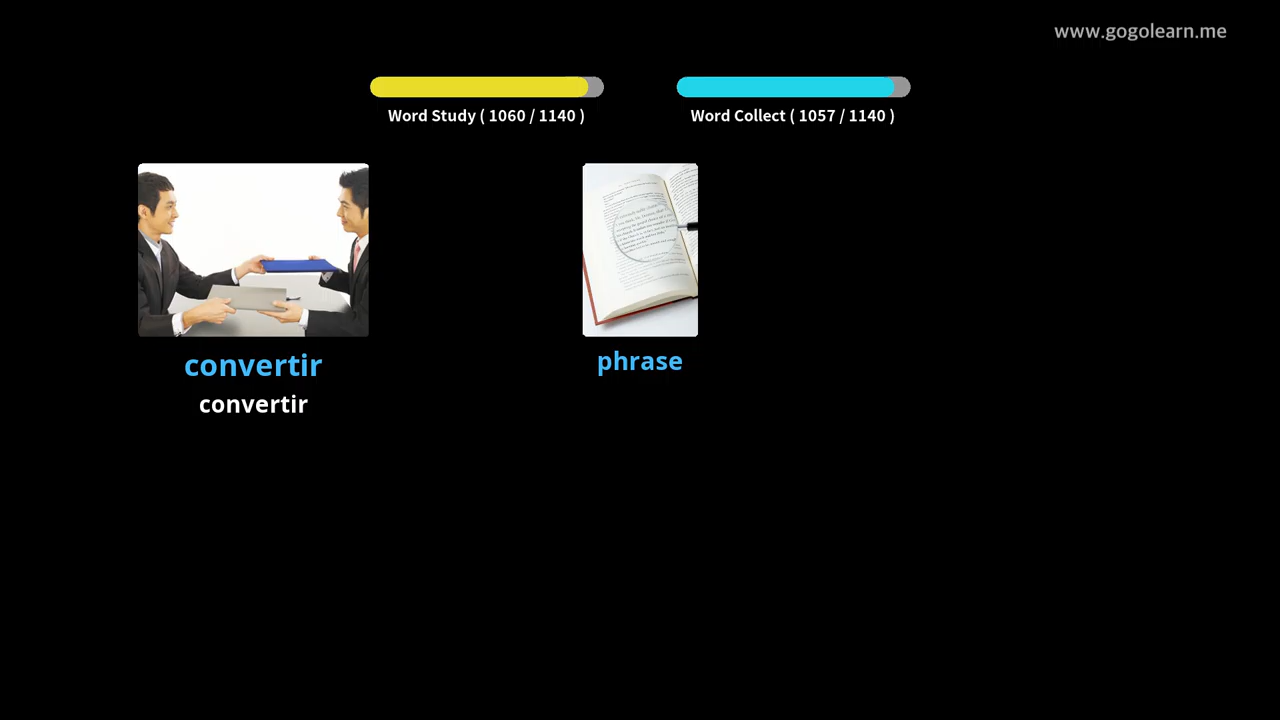 www.gogolearn.me
Word Study ( 1060 / 1140 )
Word Collect ( 1057 / 1140 )
convertir
convertir
phrase